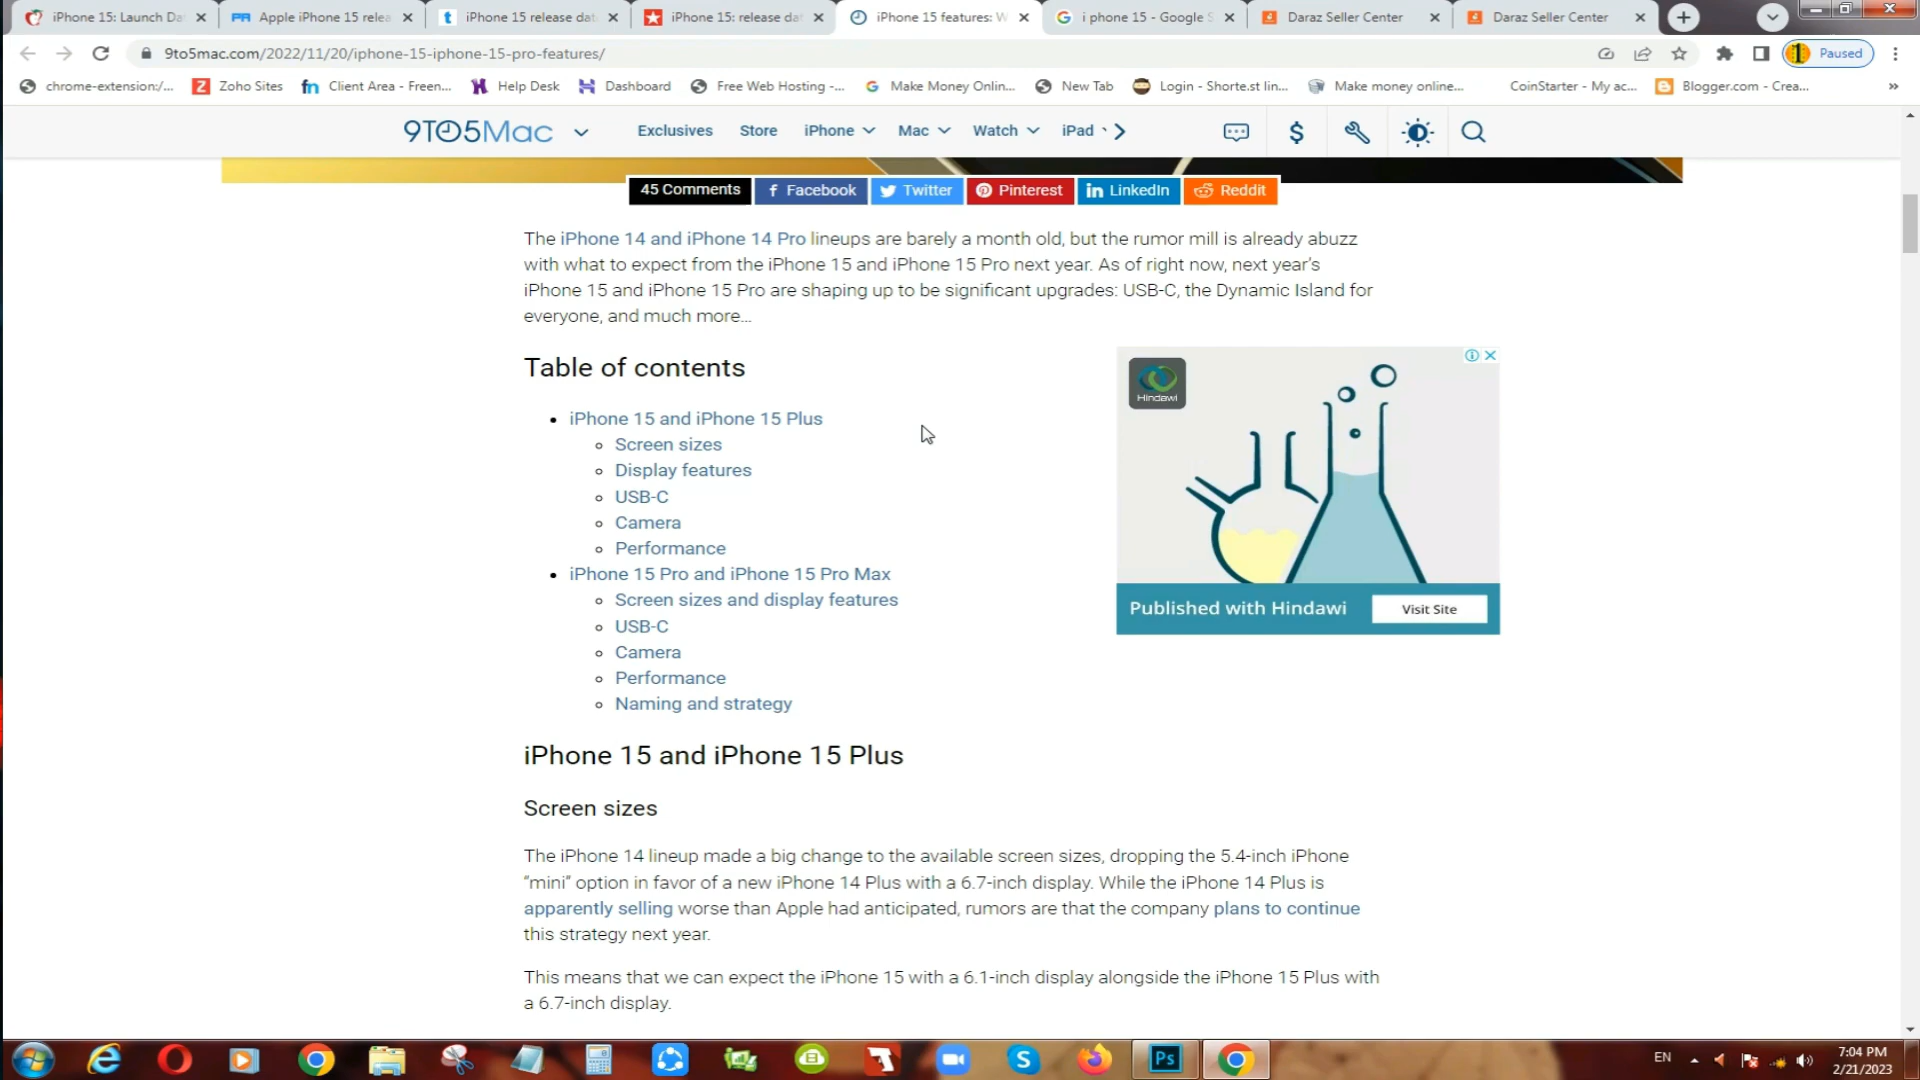 iPhone 15: Launch Da
Apple iPhone 15 relea
iPhone 15 release dat
iPhone 15: release dat
iPhone 15 features: W
i phone 15 - Google S
Daraz Seller Center
Daraz Seller Center
9to5mac.com/2022/11/20/iphone-15-iphone-15-pro-features/
Paused
chrome-extension:/...
Zoho Sites
Client Area - Freen...
Help Desk
Dashboard
Free Web Hosting -...
Make Money Onlin...
New Tab
Login - Shorte.st lin...
Make money online...
CoinStarter - My ac...
Blogger.com - Crea...
9TO5Mac
Exclusives
Store
iPhone
Mac
Watch
iPad
45 Comments
Facebook
Twitter
Pinterest
LinkedIn
Reddit
The iPhone 14 and iPhone 14 Pro lineups are barely a month old, but the rumor mill is already abuzz
with what to expect from the iPhone 15 and iPhone 15 Pro next year. As of right now, next year's
iPhone 15 and iPhone 15 Pro are shaping up to be significant upgrades: USB-C, the Dynamic Island for
everyone, and much more...
Table of contents
iPhone 15 and iPhone 15 Plus
Screen sizes
Display features
USB-C
Camera
Performance
iPhone 15 Pro and iPhone 15 Pro Max
Screen sizes and display features
USB-C
Camera
Performance
Naming and strategy
Hindawi
Published with Hindawi
Visit Site
iPhone 15 and iPhone 15 Plus
Screen sizes
The iPhone 14 lineup made a big change to the available screen sizes, dropping the 5.4-inch iPhone
“mini” option in favor of a new iPhone 14 Plus with a 6.7-inch display. While the iPhone 14 Plus is
apparently selling worse than Apple had anticipated, rumors are that the company plans to continue
this strategy next year.
This means that we can expect the iPhone 15 with a 6.1-inch display alongside the iPhone 15 Plus with
a 6.7-inch display.
Ps
EN
7:04 PM
2/21/2023